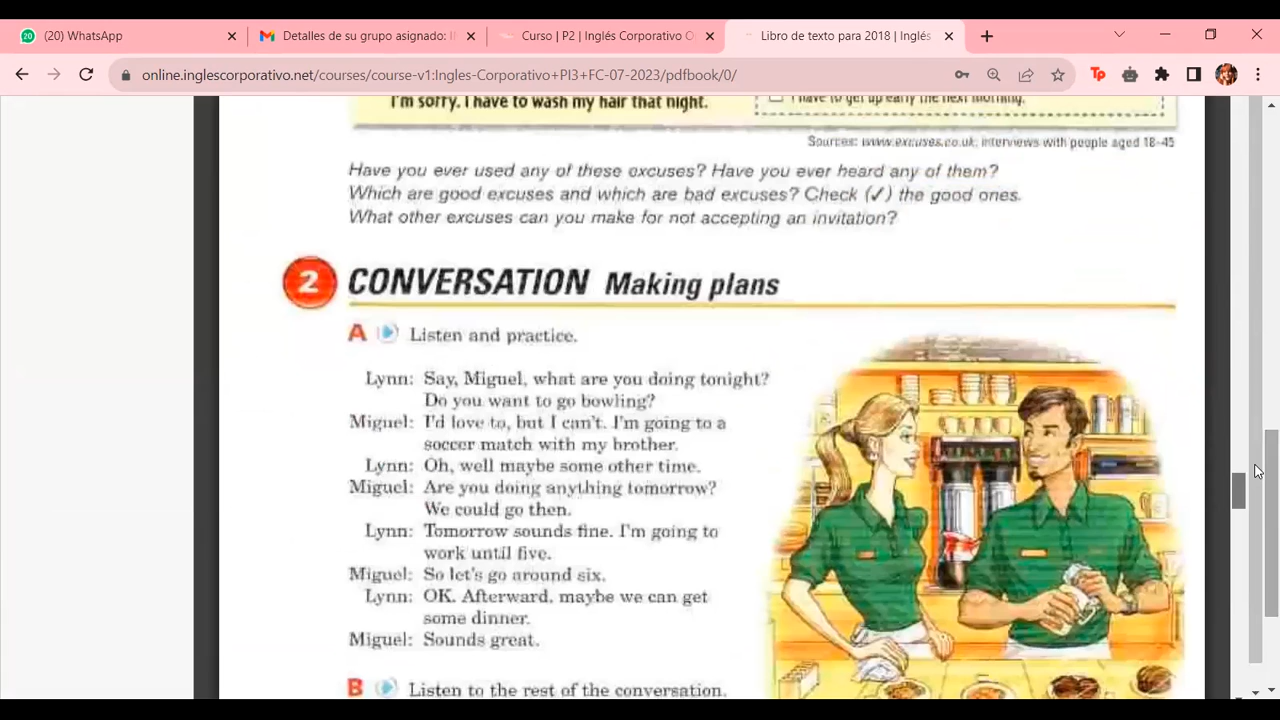 (20) WhatsApp
Detalles de su grupo asignado: I
Curso | P2 | Inglés Corporativo O
Libro de texto para 2018 | Inglés
online.inglescorporativo.net/courses/course-v1:Ingles-Corporativo+PI3+FC-07-2023/pdfbook/0/
I'm sorry. I have to wash my hair that night.
I have to get up early the next morning.
Sources: www.excuses.co.uk; interviews with people aged 18-45
Have you ever used any of these excuses? Have you ever heard any of them?
Which are good excuses and which are bad excuses? Check (✓) the good ones.
What other excuses can you make for not accepting an invitation?
2 CONVERSATION Making plans
A Listen and practice.
Lynn: Say, Miguel, what are you doing tonight?
Do you want to go bowling?
Miguel: I'd love to, but I can't. I'm going to a
soccer match with my brother.
Lynn: Oh, well maybe some other time.
Miguel: Are you doing anything tomorrow?
We could go then.
Lynn: Tomorrow sounds fine. I'm going to
work until five.
Miguel: So let's go around six.
Lynn: OK. Afterward, maybe we can get
some dinner.
Miguel: Sounds great.
B Listen to the rest of the conversation.